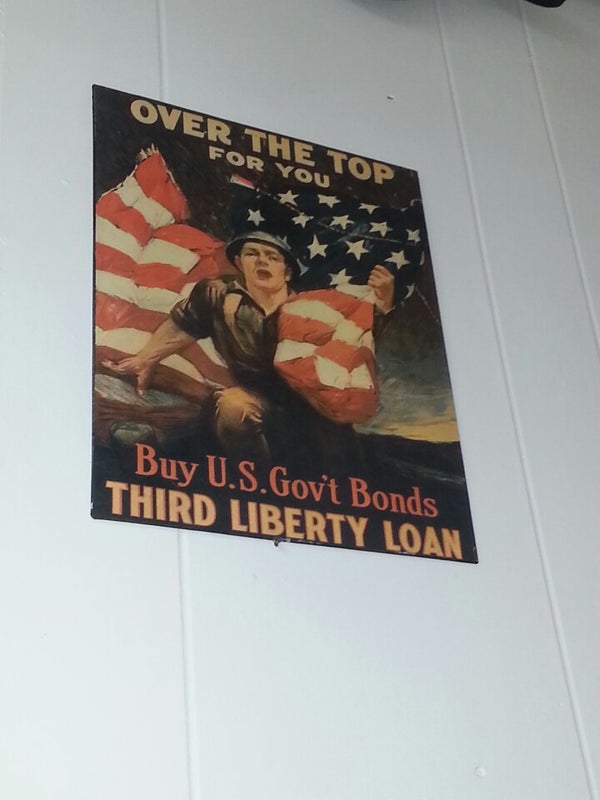 OVER THE TOP
FOR YOU
Buy U.S. Gov't Bonds
THIRD LIBERTY LOAN